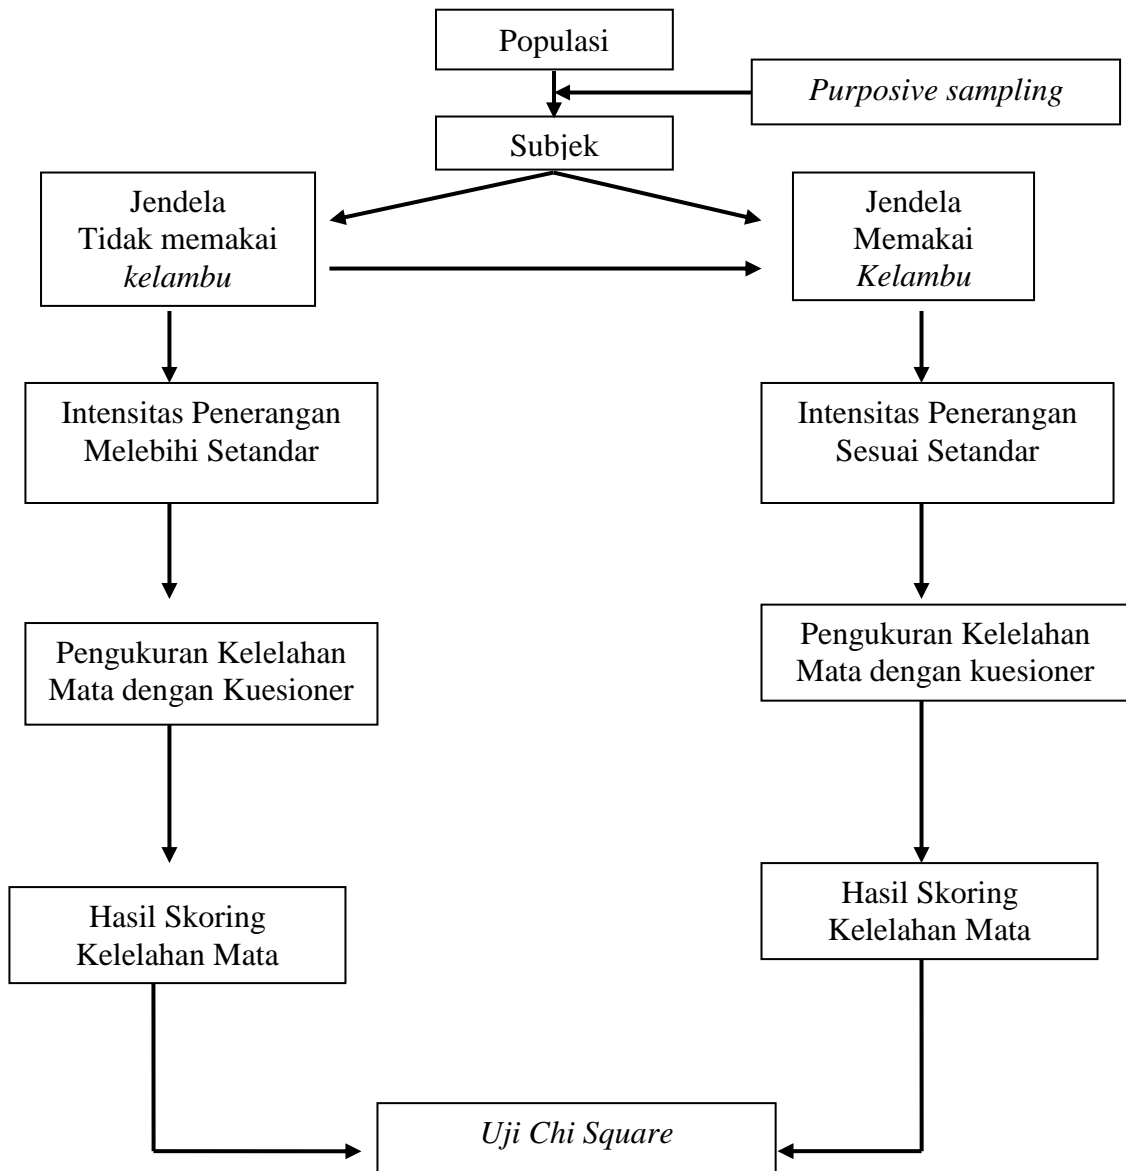 Populasi
Purposive sampling
Subjek
Jendela
Tidak memakai
kelambu
Jendela
Memakai
Kelambu
Intensitas Penerangan
Melebihi Setandar
Intensitas Penerangan
Sesuai Setandar
Pengukuran Kelelahan
Mata dengan Kuesioner
Pengukuran Kelelahan
Mata dengan kuesioner
Hasil Skoring
Kelelahan Mata
Hasil Skoring
Kelelahan Mata
Uji Chi Square